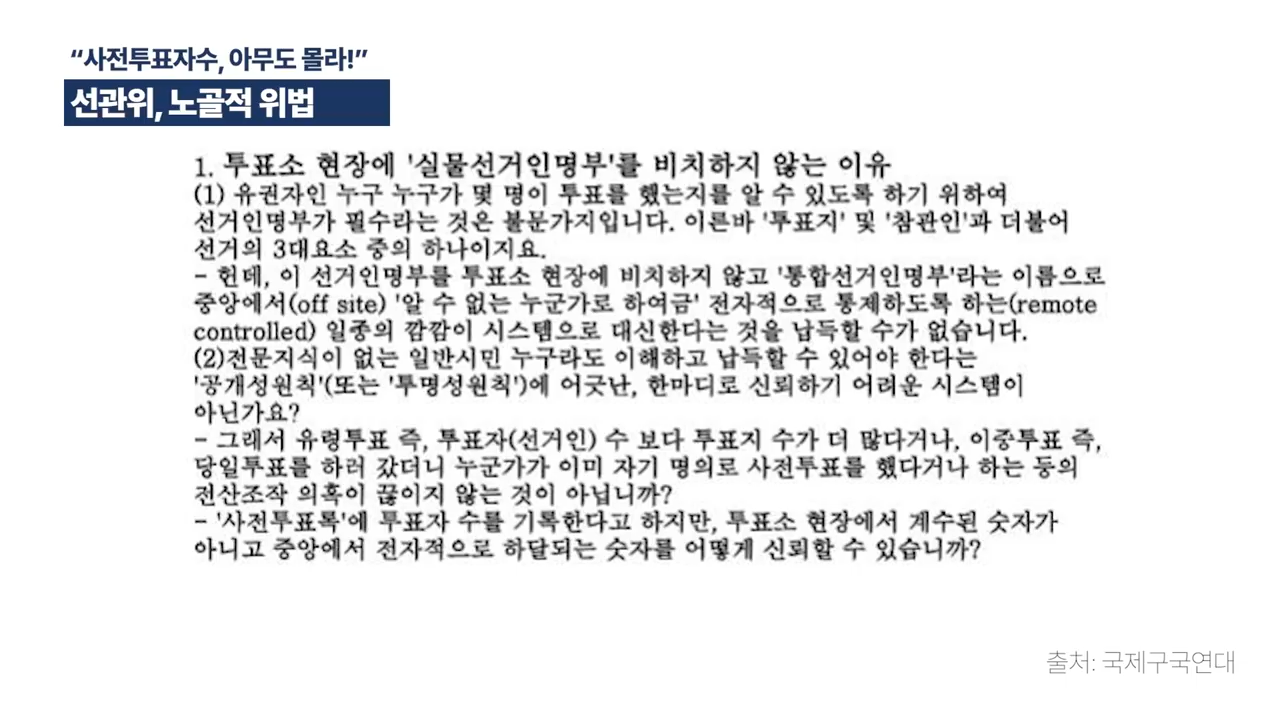 “사전투표자수, 아무도 몰라!”
선관위, 노골적 위법
1. 투표소 현장에 '실물선거인명부'를 비치하지 않는 이유
(1) 유권자인 누구 누구가 몇 명이 투표를 했는지를 알 수 있도록 하기 위하여
선거인명부가 필수라는 것은 불문가지입니다. 이른바 '투표지' 및 '참관인'과 더불어
선거의 3대요소 중의 하나이지요.
- 헌데, 이 선거인명부를 투표소 현장에 비치하지 않고 '통합선거인명부'라는 이름으로
중앙에서(off site) '알 수 없는 누군가로 하여금' 전자적으로 통제하도록 하는(remote
controlled) 일종의 깜깜이 시스템으로 대신한다는 것을 납득할 수가 없습니다.
(2)전문지식이 없는 일반시민 누구라도 이해하고 납득할 수 있어야 한다는
'공개성원칙'(또는 '투명성원칙')에 어긋난, 한마디로 신뢰하기 어려운 시스템이
아닌가요?
- 그래서 유령투표 즉, 투표자(선거인) 수 보다 투표지 수가 더 많다거나, 이중투표 즉,
당일투표를 하러 갔더니 누군가가 이미 자기 명의로 사전투표를 했다거나 하는 등의
전산조작 의혹이 끊이지 않는 것이 아닙니까?
- '사전투표록'에 투표자 수를 기록한다고 하지만, 투표소 현장에서 계수된 숫자가
아니고 중앙에서 전자적으로 하달되는 숫자를 어떻게 신뢰할 수 있습니까?
출처: 국제구국연대